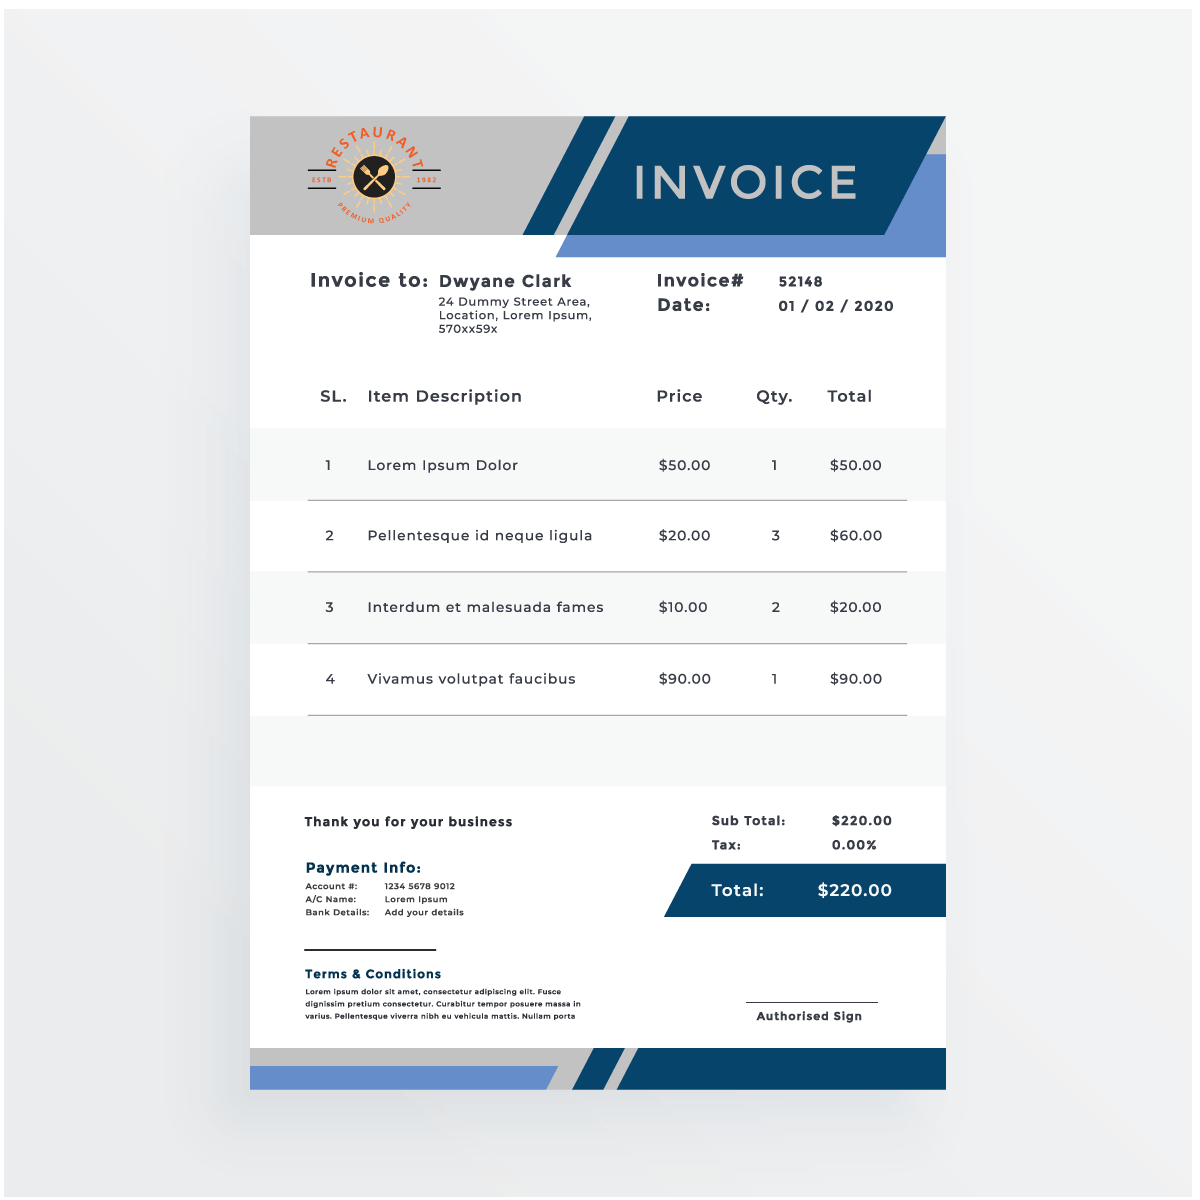 RESTAURANT
ESTB 1982
PREMIUM QUALITY
INVOICE
Invoice to: Dwyane Clark
24 Dummy Street Area,
Location, Lorem Ipsum,
570xx59x
Invoice# 52148
Date: 01 / 02 / 2020
SL. Item Description Price Qty. Total
1 Lorem Ipsum Dolor $50.00 1 $50.00
2 Pellentesque id neque ligula $20.00 3 $60.00
3 Interdum et malesuada fames $10.00 2 $20.00
4 Vivamus volutpat faucibus $90.00 1 $90.00
Thank you for your business
Sub Total: $220.00
Tax: 0.00%
Total: $220.00
Payment Info:
Account #: 1234 5678 9012
A/C Name: Lorem Ipsum
Bank Details: Add your details
Terms & Conditions
Lorem ipsum dolor sit amet, consectetur adipiscing elit. Fusce
dignissim pretium consectetur. Curabitur tempor posuere massa in
varius. Pellentesque viverra nibh eu vehicula mattis. Nullam porta
Authorised Sign